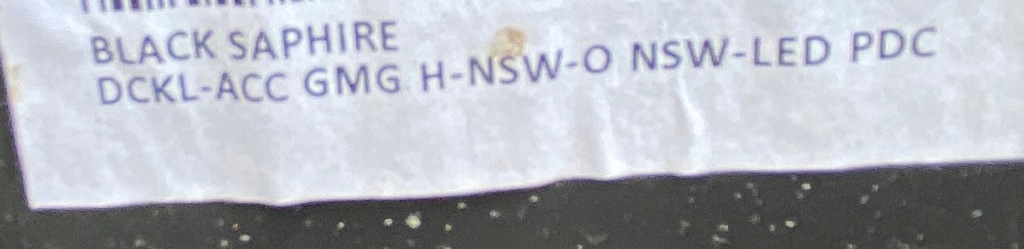 BLACK SAPHIRE
DCKL-ACC GMG H-NSW-O NSW-LED PDC